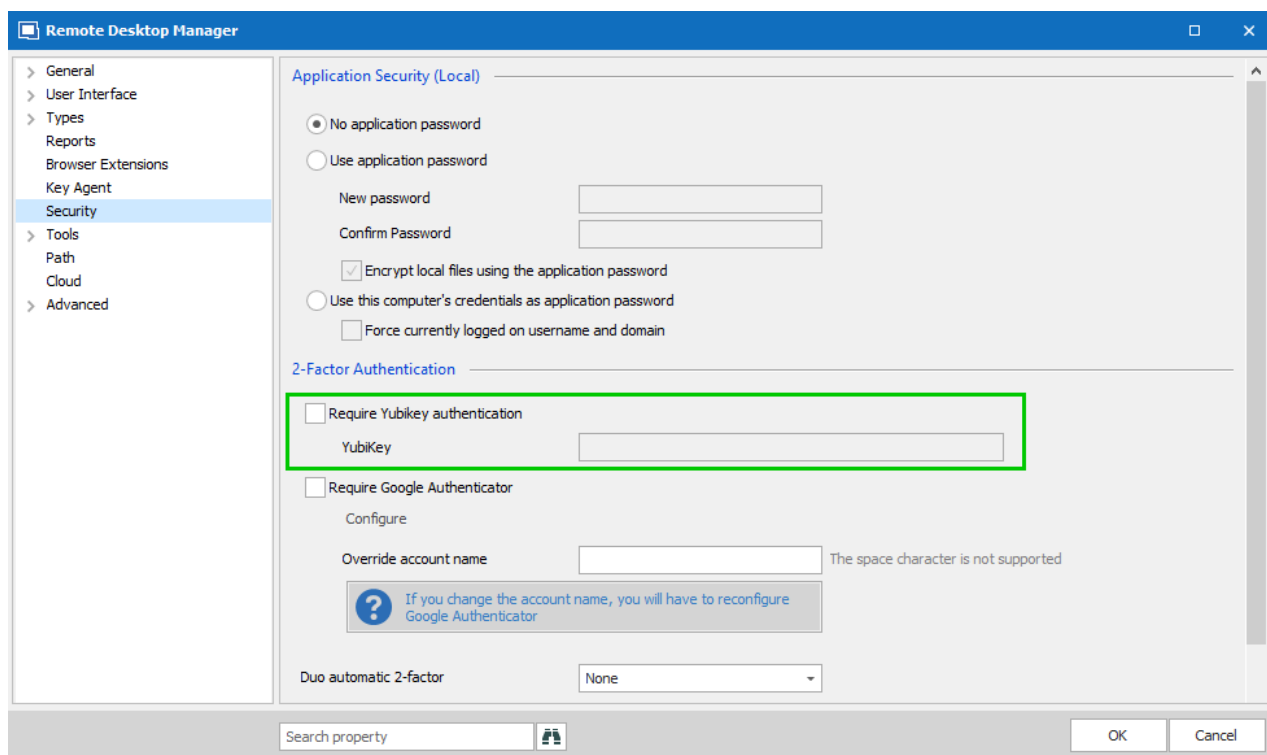 Remote Desktop Manager
General
User Interface
Types
Reports
Browser Extensions
Key Agent
Security
Tools
Path
Cloud
Advanced
Application Security (Local)
No application password
Use application password
New password
Confirm Password
Encrypt local files using the application password
Use this computer's credentials as application password
Force currently logged on username and domain
2-Factor Authentication
Require Yubikey authentication
YubiKey
Require Google Authenticator
Configure
Override account name The space character is not supported
If you change the account name, you will have to reconfigure
Google Authenticator
Duo automatic 2-factor None
Search property
OK Cancel